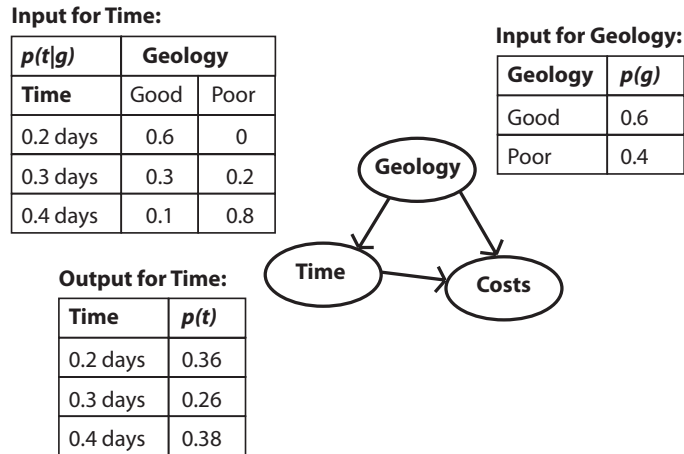 Input for Time:
p(t|g) Geology
Time Good Poor
0.2 days 0.6 0
0.3 days 0.3 0.2
0.4 days 0.1 0.8
Input for Geology:
Geology p(g)
Good 0.6
Poor 0.4
Geology
Time
Costs
Output for Time:
Time p(t)
0.2 days 0.36
0.3 days 0.26
0.4 days 0.38